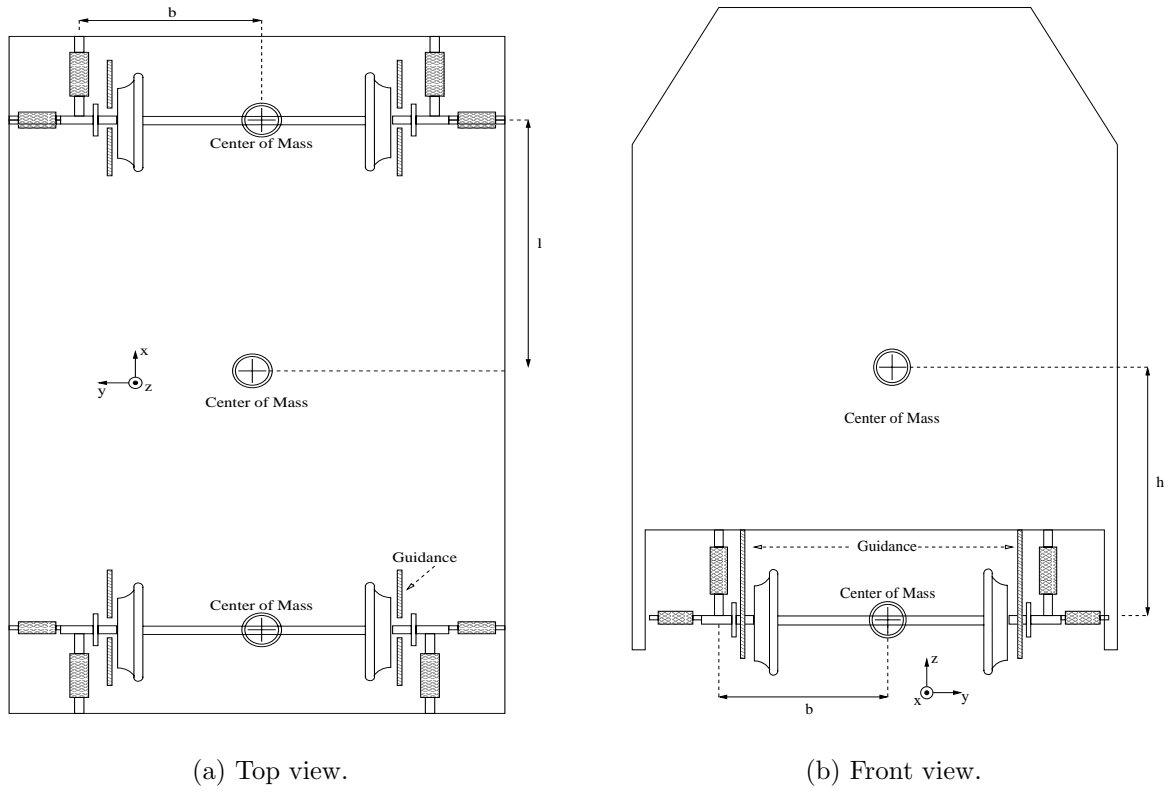 b
Center of Mass
l
x
y
z
Center of Mass
Guidance
Center of Mass
(a) Top view.
Center of Mass
h
Guidance
Center of Mass
z
x
y
b
(b) Front view.